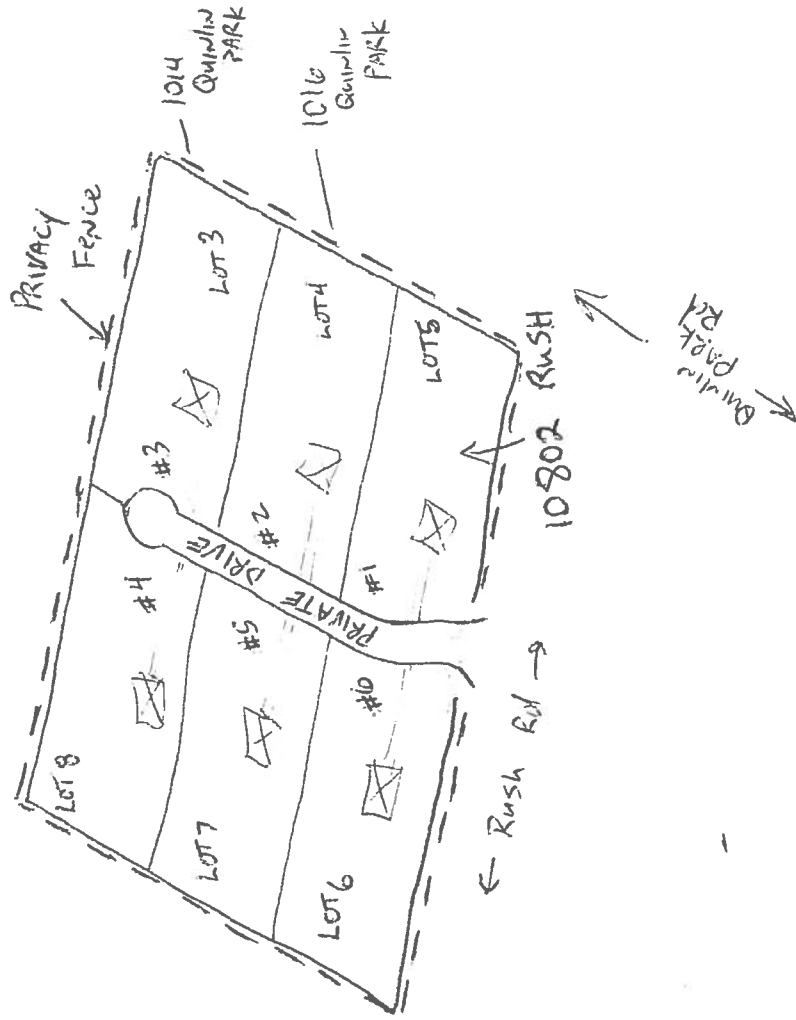 1014
QUINLIN
PARK
1016
QUINLIN
PARK
PRIVACY
FENCE
LOT 3
LOT 4
LOT 5
#3
#2
#1
PRIVATE DRIVE
#4
#5
#6
LOT 8
LOT 7
LOT 6
10802 RUSH
← Rush Rd →
QUINLIN
PARK
Rd